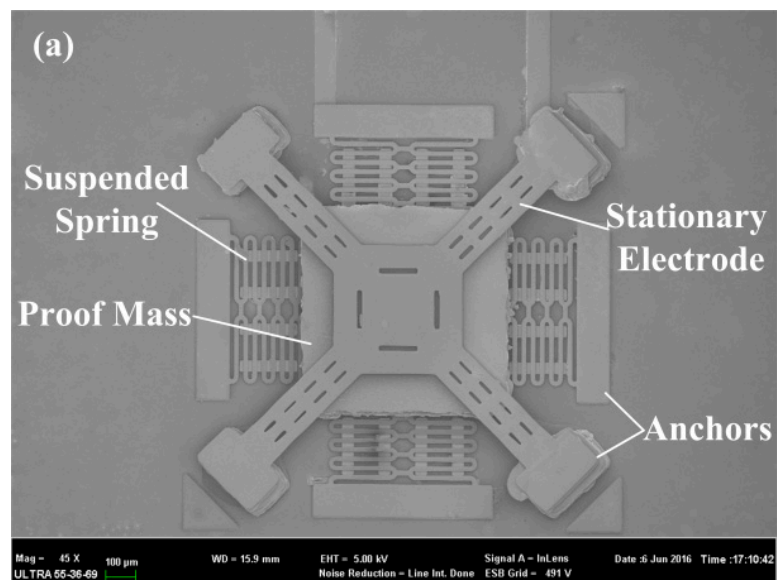 (a)
Suspended
Spring
Stationary
Electrode
Proof Mass
Anchors
Mag = 45 X 100 µm WD = 15.9 mm EHT = 5.00 kV Signal A = InLens Date :6 Jun 2016 Time :17:10:42
ULTRA 55-36-69 Noise Reduction = Line Int. Done ESB Grid = 491 V